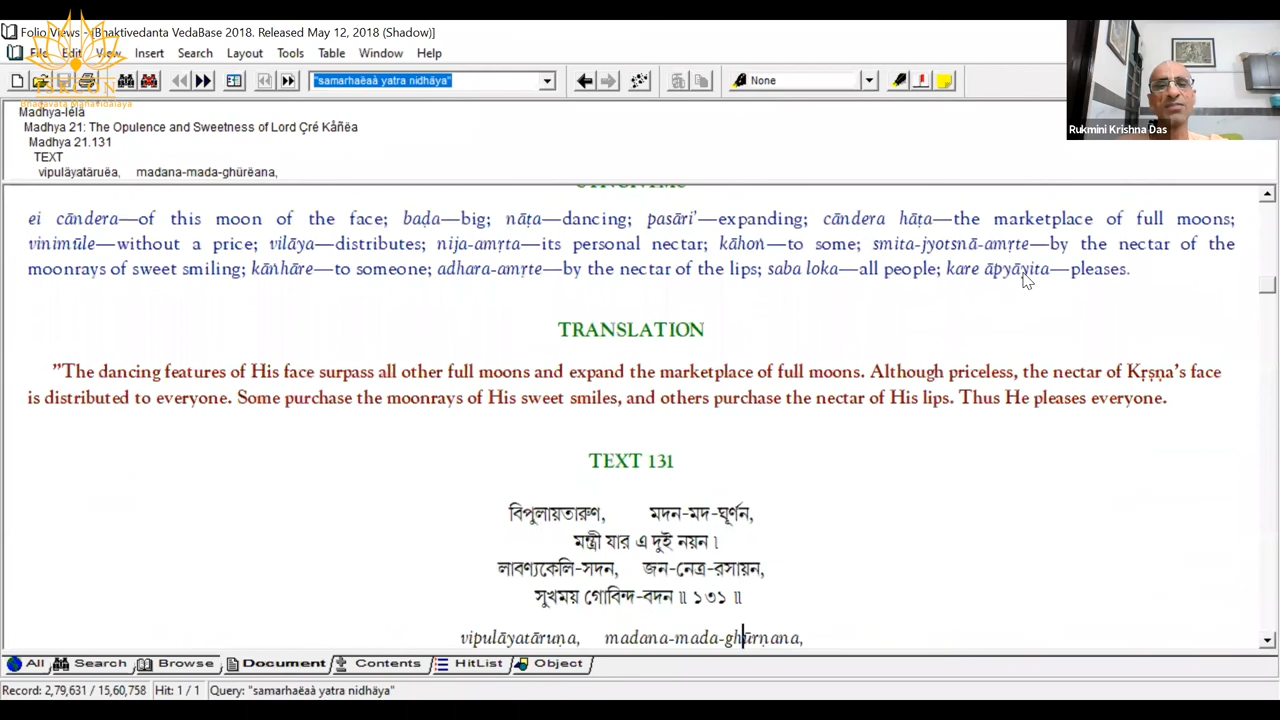 Folio Views - [Bhaktivedanta VedaBase 2018. Released May 12, 2018 (Shadow)]
File Edit View Insert Search Layout Tools Table Window Help
"samarhaëaà yatra nidhäya" None
Bhagavata Mahavidyalaya
Rukmini Krishna Das
Madhya-lélä
Madhya 21: The Opulence and Sweetness of Lord Çré Kåñëa
Madhya 21.131
TEXT
vipuläyatäruëa, madana-mada-ghürëana,
SYNONYMS
ei cāndera—of this moon of the face; baḍa—big; nāṭa—dancing; pasāri'—expanding; cāndera hāṭa—the marketplace of full moons;
vinimūle—without a price; vilāya—distributes; nija-amṛta—its personal nectar; kāhoṅ—to some; smita-jyotsnā-amṛte—by the nectar of the
moonrays of sweet smiling; kāṅhāre—to someone; adhara-amṛte—by the nectar of the lips; saba loka—all people; kare āpyāyita—pleases.
TRANSLATION
"The dancing features of His face surpass all other full moons and expand the marketplace of full moons. Although priceless, the nectar of Kṛṣṇa's face
is distributed to everyone. Some purchase the moonrays of His sweet smiles, and others purchase the nectar of His lips. Thus He pleases everyone.
TEXT 131
বিপুলায়তারুণ, মদন-মদ-ঘূর্ণন,
মন্ত্রী যার এ দুই নয়ন ৷
লাবণ্যকেলি-সদন, জন-নেত্র-রসায়ন,
সুখময় গোবিন্দ-বদন ॥ ১৩১ ॥
vipulāyatāruṇa, madana-mada-ghūrṇana,
All Search Browse Document Contents HitList Object
Record: 2,79,631 / 15,60,758 Hit: 1 / 1 Query: "samarhaëaà yatra nidhäya"